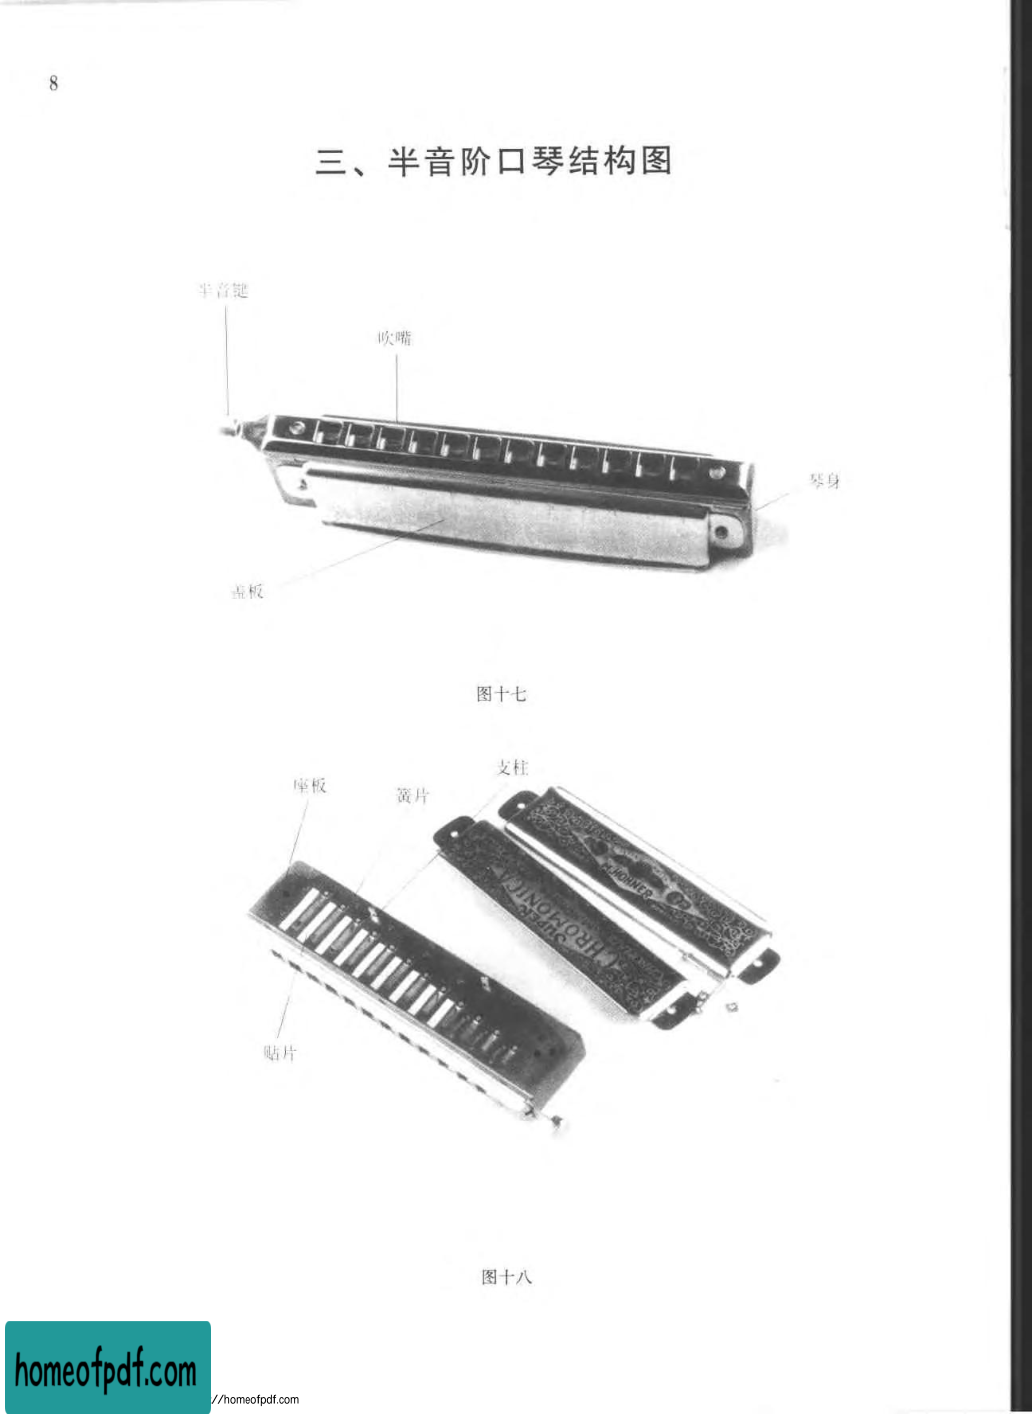 8
三、半音阶口琴结构图
半音键
吹嘴
琴身
盖板
图十七
支柱
座板
簧片
M.HOHNER
SUPER
CHROMONICA
贴片
图十八
homeofpdf.com
//homeofpdf.com